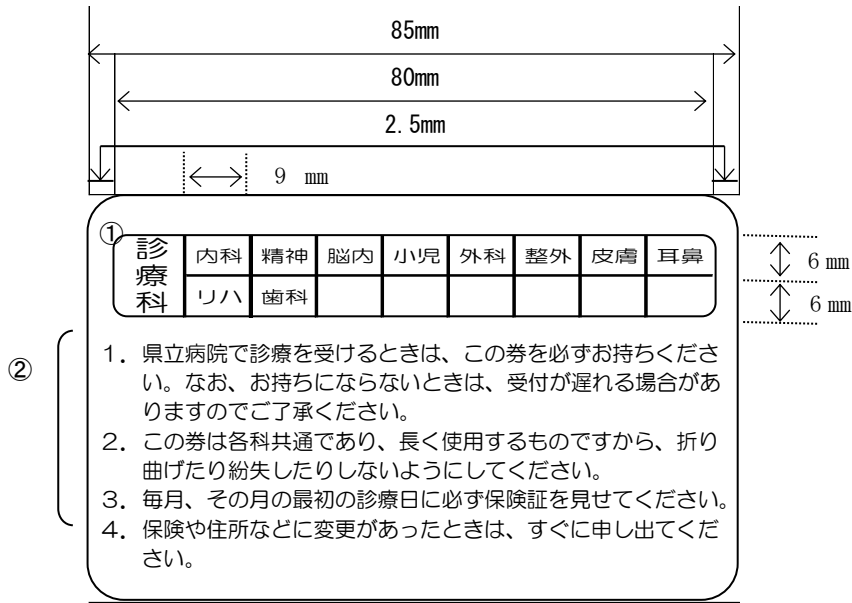 85mm
80mm
2.5mm
9 mm
①
診療科
内科 精神 脳内 小児 外科 整外 皮膚 耳鼻
リハ 歯科
6mm
6mm
②
1．県立病院で診療を受けるときは、この券を必ずお持ちくださ
い。なお、お持ちにならないときは、受付が遅れる場合があ
りますのでご了承ください。
2．この券は各科共通であり、長く使用するものですから、折り
曲げたり紛失したりしないようにしてください。
3．毎月、その月の最初の診療日に必ず保険証を見せてください。
4．保険や住所などに変更があったときは、すぐに申し出てくだ
さい。